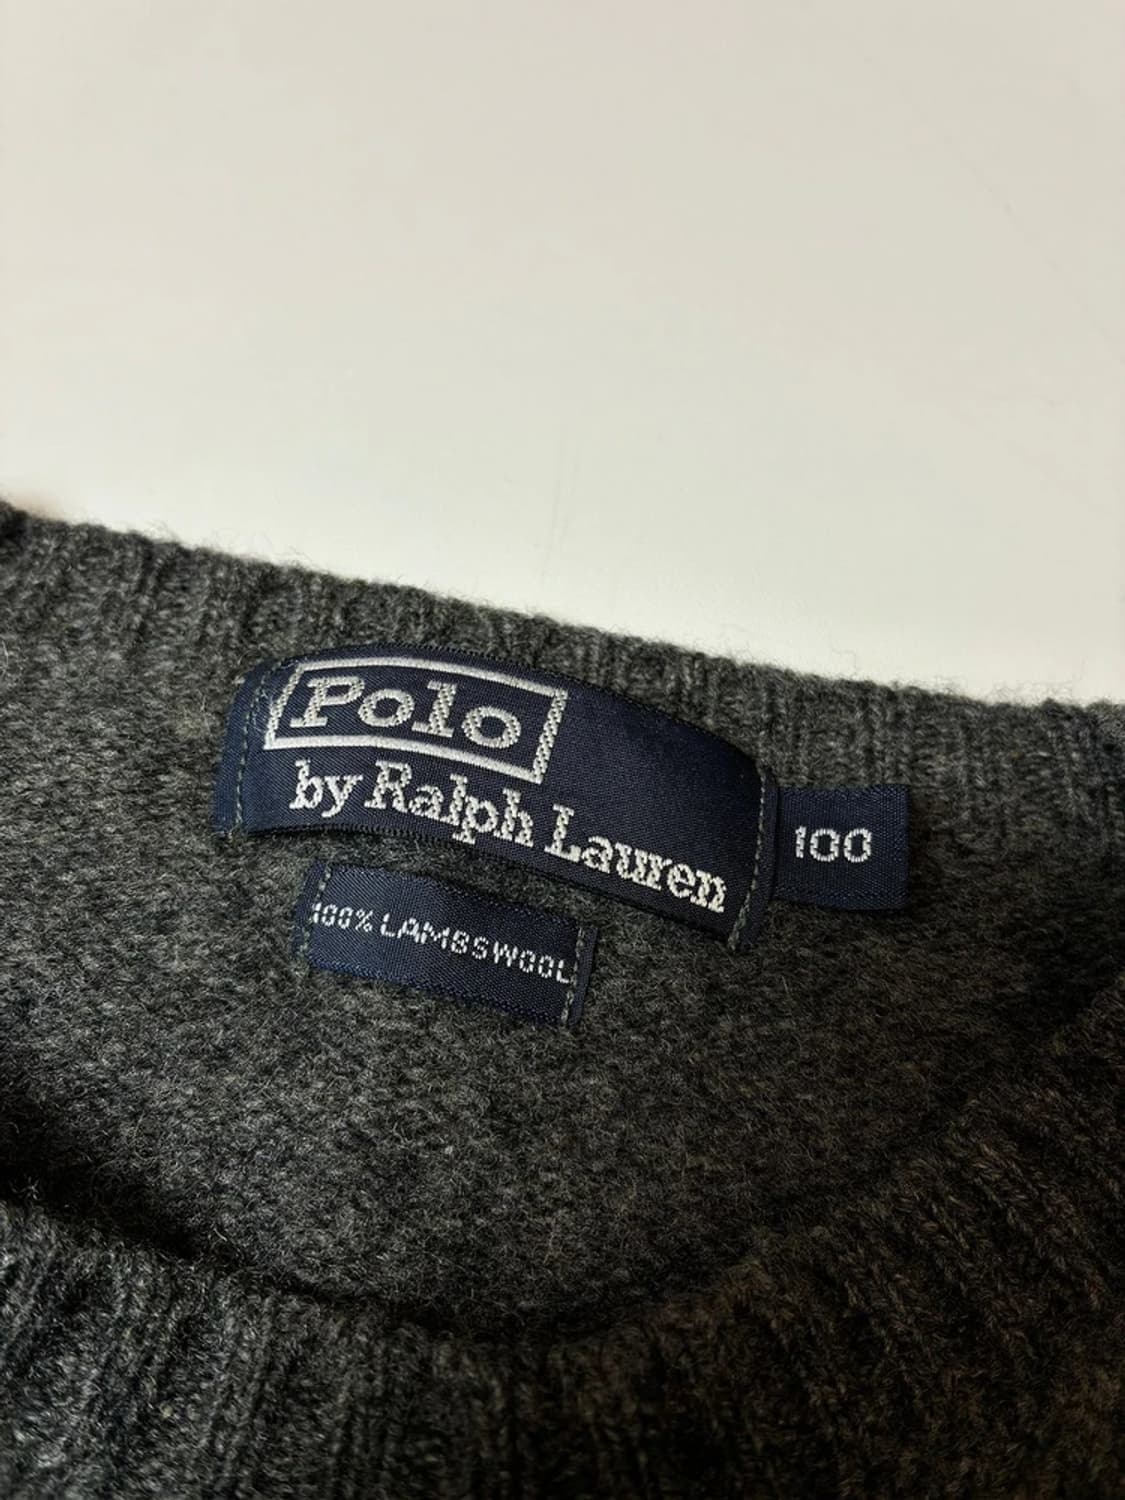 Polo
by Ralph Lauren
100
100% LAMBSWOOL